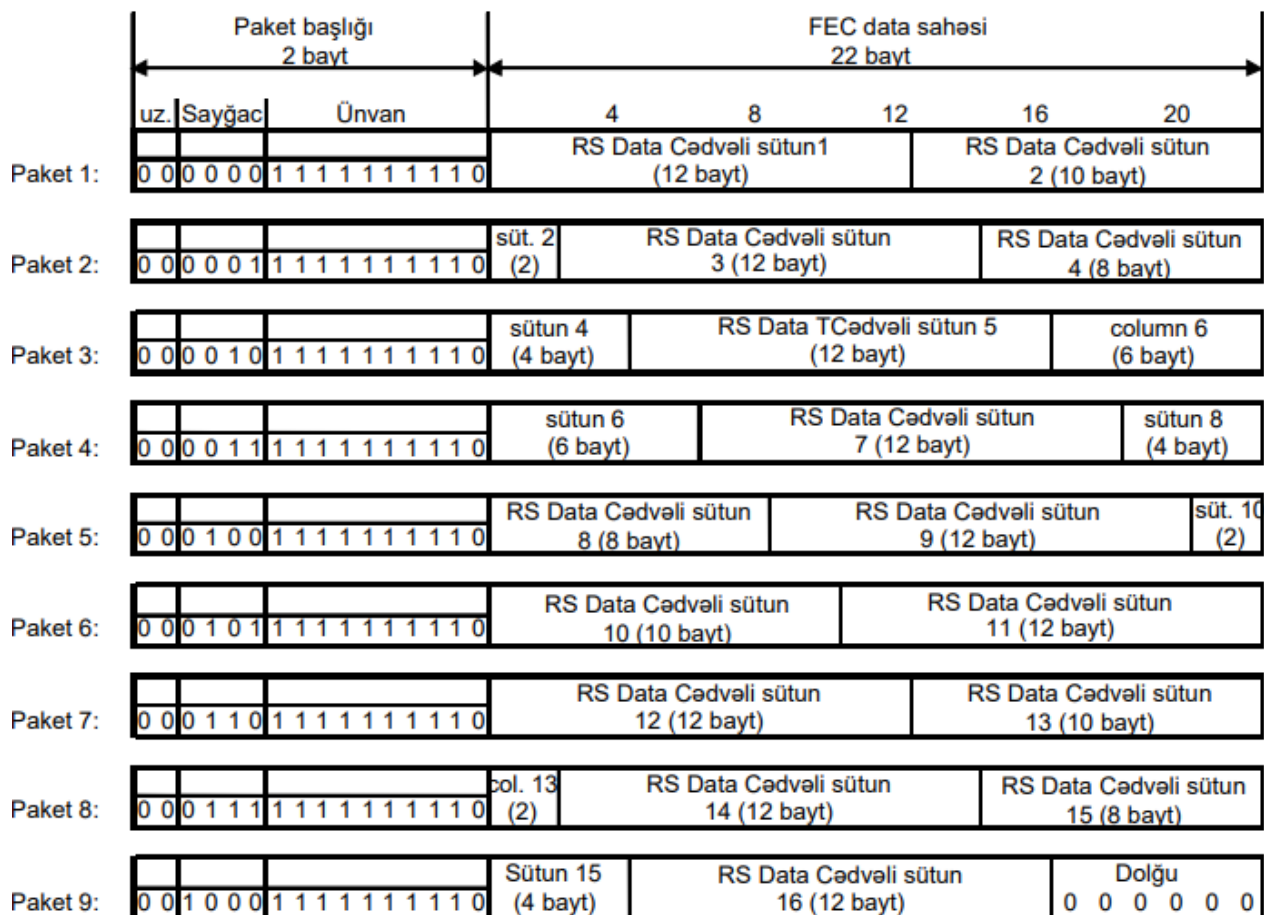 Paket başlığı FEC data sahəsi
2 bayt 22 bayt
uz. Sayğac Ünvan 4 8 12 16 20
RS Data Cədvəli sütun1 RS Data Cədvəli sütun
Paket 1: 0 0 0 0 0 0 1 1 1 1 1 1 1 1 1 0 (12 bayt) 2 (10 bayt)
süt. 2 RS Data Cədvəli sütun RS Data Cədvəli sütun
Paket 2: 0 0 0 0 0 1 1 1 1 1 1 1 1 1 1 0 (2) 3 (12 bayt) 4 (8 bayt)
sütun 4 RS Data TCədvəli sütun 5 column 6
Paket 3: 0 0 0 0 1 0 1 1 1 1 1 1 1 1 1 0 (4 bayt) (12 bayt) (6 bayt)
sütun 6 RS Data Cədvəli sütun sütun 8
Paket 4: 0 0 0 0 1 1 1 1 1 1 1 1 1 1 1 0 (6 bayt) 7 (12 bayt) (4 bayt)
RS Data Cədvəli sütun RS Data Cədvəli sütun süt. 10
Paket 5: 0 0 0 1 0 0 1 1 1 1 1 1 1 1 1 0 8 (8 bayt) 9 (12 bayt) (2)
RS Data Cədvəli sütun RS Data Cədvəli sütun
Paket 6: 0 0 0 1 0 1 1 1 1 1 1 1 1 1 1 0 10 (10 bayt) 11 (12 bayt)
RS Data Cədvəli sütun RS Data Cədvəli sütun
Paket 7: 0 0 0 1 1 0 1 1 1 1 1 1 1 1 1 0 12 (12 bayt) 13 (10 bayt)
col. 13 RS Data Cədvəli sütun RS Data Cədvəli sütun
Paket 8: 0 0 0 1 1 1 1 1 1 1 1 1 1 1 1 0 (2) 14 (12 bayt) 15 (8 bayt)
Sütun 15 RS Data Cədvəli sütun Dolğu
Paket 9: 0 0 1 0 0 0 1 1 1 1 1 1 1 1 1 0 (4 bayt) 16 (12 bayt) 0 0 0 0 0 0